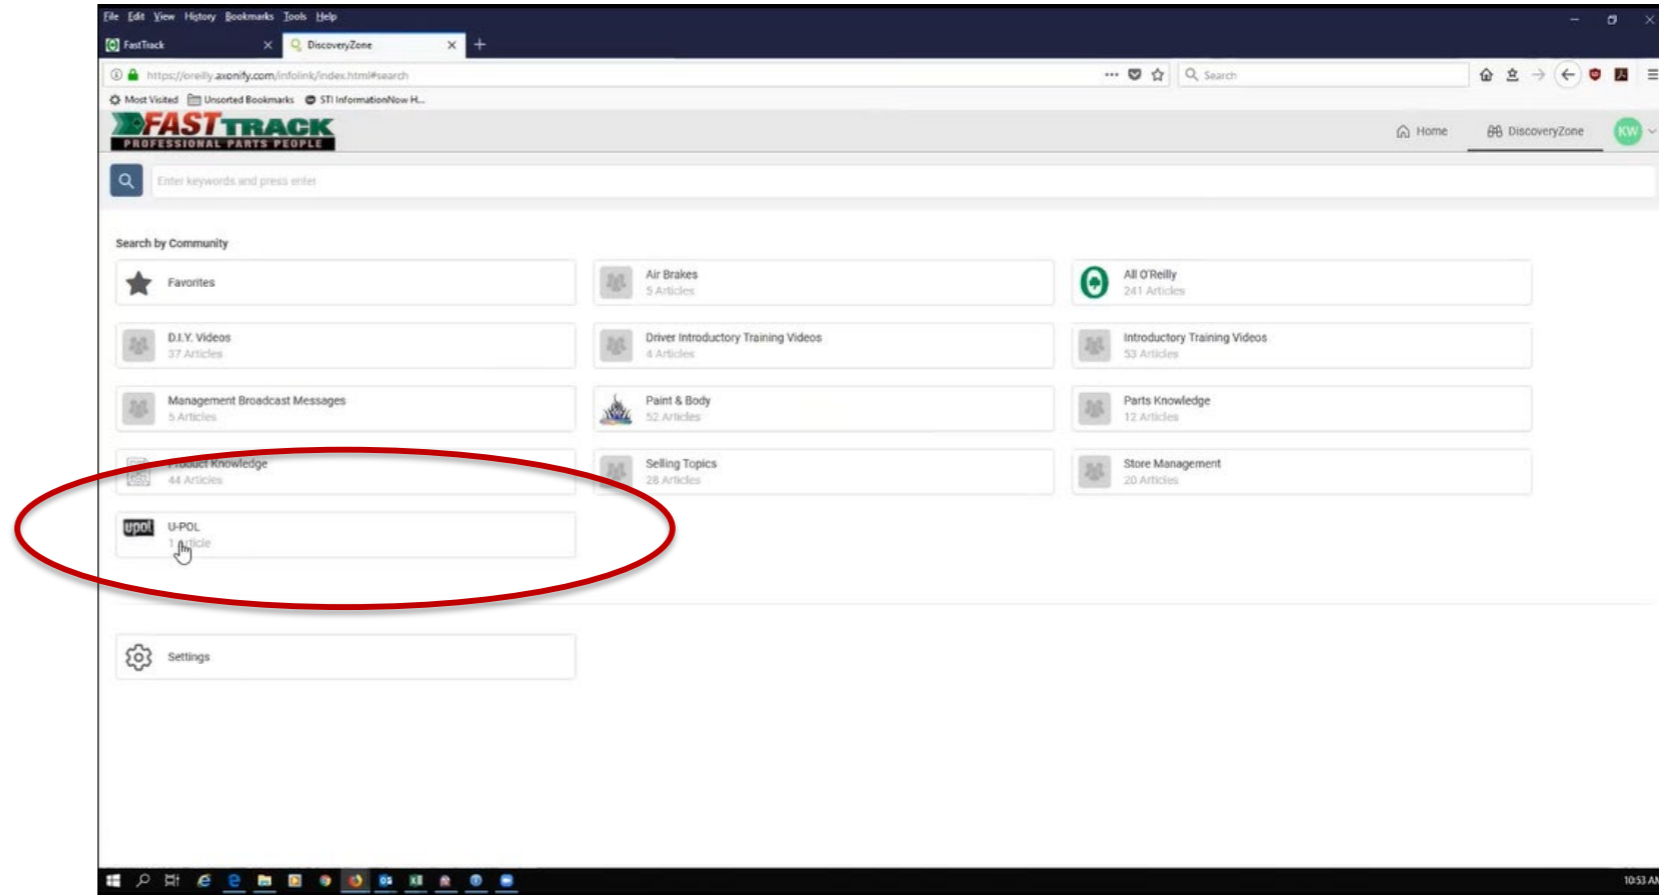 File Edit View History Bookmarks Tools Help
FastTrack
DiscoveryZone
https://oreilly.axonify.com/infolink/index.html#search
Search
Most Visited Unsorted Bookmarks STI InformationNow H...
FASTTRACK
PROFESSIONAL PARTS PEOPLE
Home DiscoveryZone KW
Enter keywords and press enter
Search by Community
Favorites
Air Brakes
5 Articles
All O'Reilly
241 Articles
D.I.Y. Videos
37 Articles
Driver Introductory Training Videos
4 Articles
Introductory Training Videos
53 Articles
Management Broadcast Messages
5 Articles
Paint & Body
52 Articles
Parts Knowledge
12 Articles
Product Knowledge
44 Articles
Selling Topics
28 Articles
Store Management
20 Articles
upol
U-POL
1 Article
Settings
10:53 AM